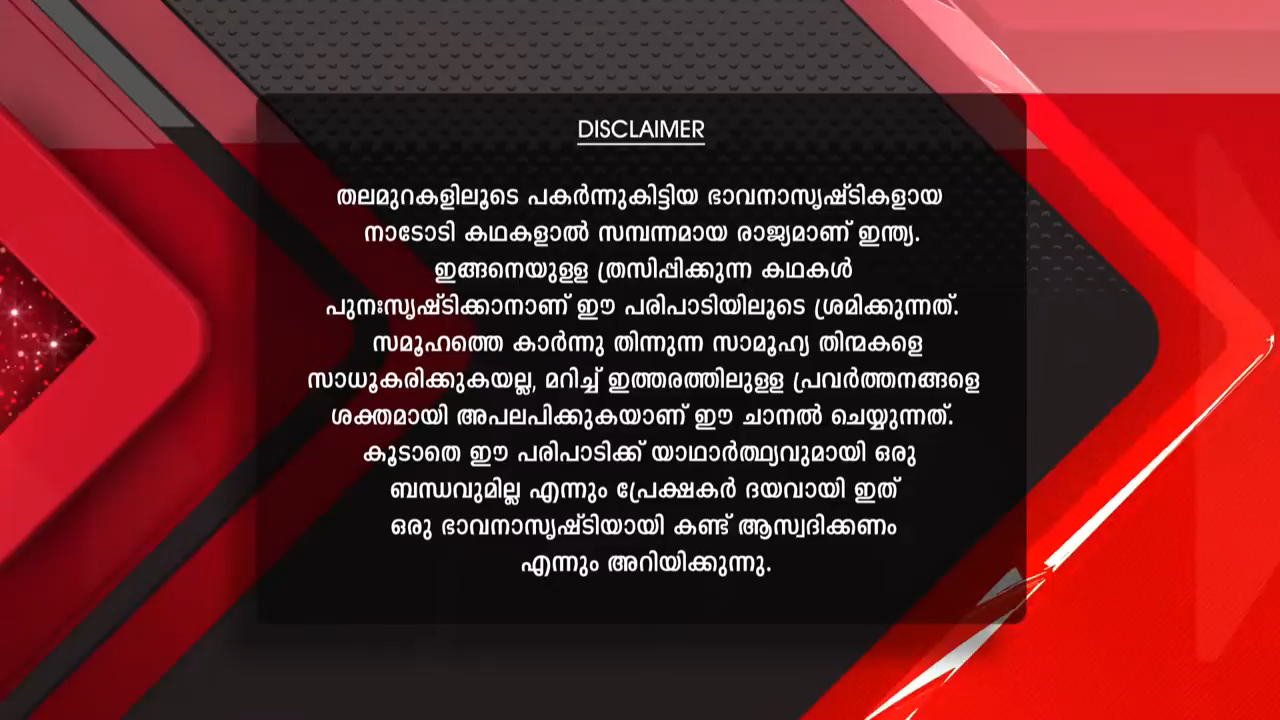 DISCLAIMER
തലമുറകളിലൂടെ പകർന്നുകിട്ടിയ ഭാവനാസൃഷ്ടികളായ
നാടോടി കഥകളാൽ സമ്പന്നമായ രാജ്യമാണ് ഇന്ത്യ.
ഇങ്ങനെയുളള ത്രസിപ്പിക്കുന്ന കഥകൾ
പുനഃസൃഷ്ടിക്കാനാണ് ഈ പരിപാടിയിലൂടെ ശ്രമിക്കുന്നത്.
സമൂഹത്തെ കാർന്നു തിന്നുന്ന സാമൂഹ്യ തിന്മകളെ
സാധൂകരിക്കുകയല്ല, മറിച്ച് ഇത്തരത്തിലുളള പ്രവർത്തനങ്ങളെ
ശക്തമായി അപലപിക്കുകയാണ് ഈ ചാനൽ ചെയ്യുന്നത്.
കൂടാതെ ഈ പരിപാടിക്ക് യാഥാർത്ഥ്യവുമായി ഒരു
ബന്ധവുമില്ല എന്നും പ്രേക്ഷകർ ദയവായി ഇത്
ഒരു ഭാവനാസൃഷ്ടിയായി കണ്ട് ആസ്വദിക്കണം
എന്നും അറിയിക്കുന്നു.